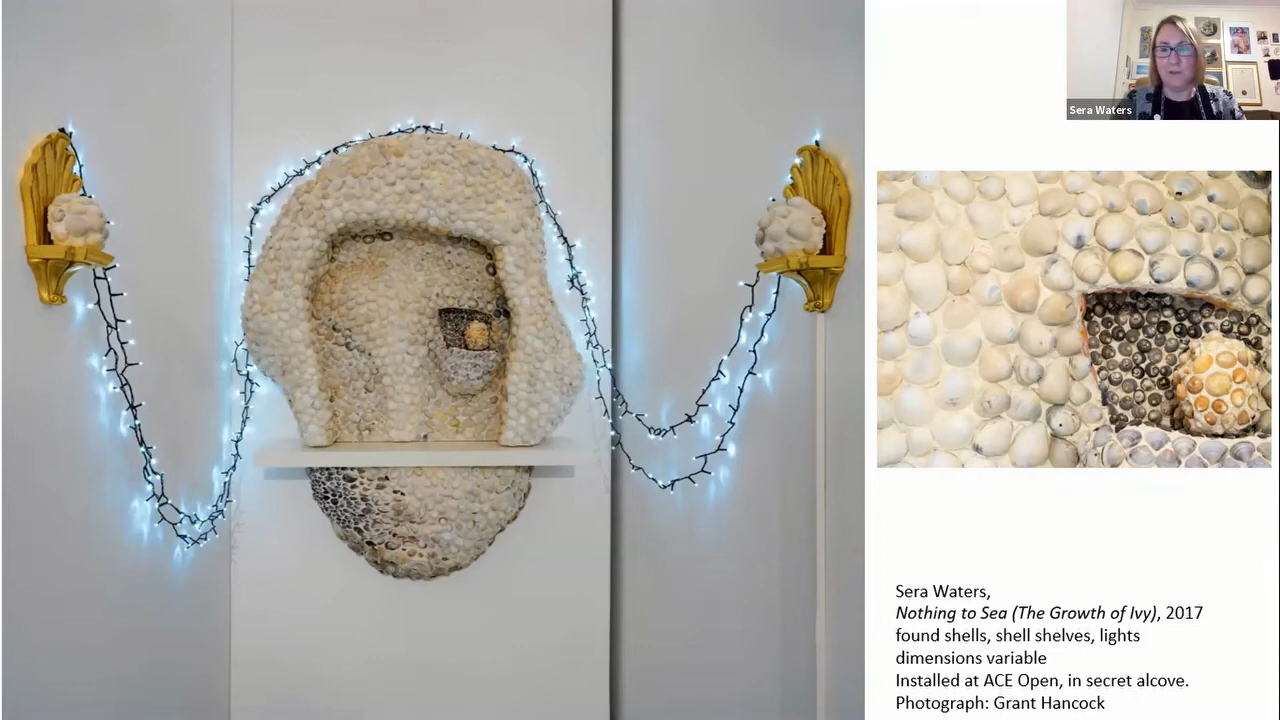 Sera Waters
Sera Waters,
Nothing to Sea (The Growth of Ivy), 2017
found shells, shell shelves, lights
dimensions variable
Installed at ACE Open, in secret alcove.
Photograph: Grant Hancock